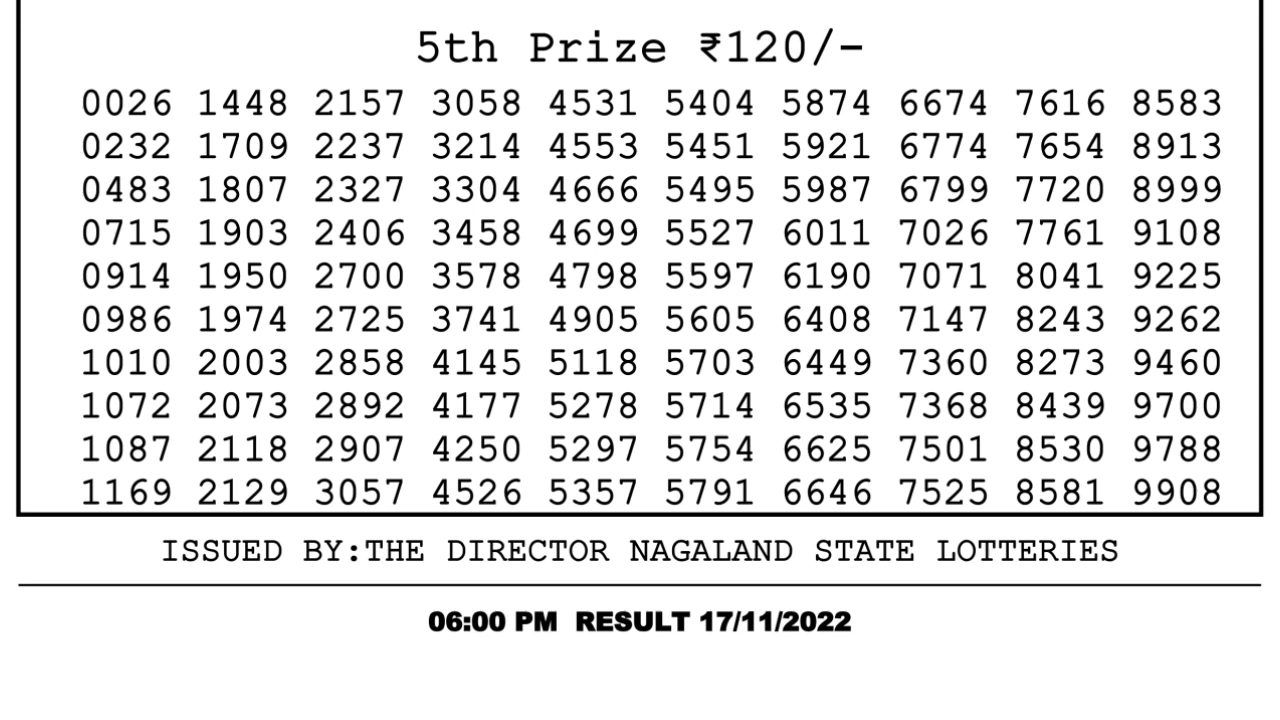 5th Prize ₹120/-
0026 1448 2157 3058 4531 5404 5874 6674 7616 8583
0232 1709 2237 3214 4553 5451 5921 6774 7654 8913
0483 1807 2327 3304 4666 5495 5987 6799 7720 8999
0715 1903 2406 3458 4699 5527 6011 7026 7761 9108
0914 1950 2700 3578 4798 5597 6190 7071 8041 9225
0986 1974 2725 3741 4905 5605 6408 7147 8243 9262
1010 2003 2858 4145 5118 5703 6449 7360 8273 9460
1072 2073 2892 4177 5278 5714 6535 7368 8439 9700
1087 2118 2907 4250 5297 5754 6625 7501 8530 9788
1169 2129 3057 4526 5357 5791 6646 7525 8581 9908
ISSUED BY:THE DIRECTOR NAGALAND STATE LOTTERIES
06:00 PM RESULT 17/11/2022